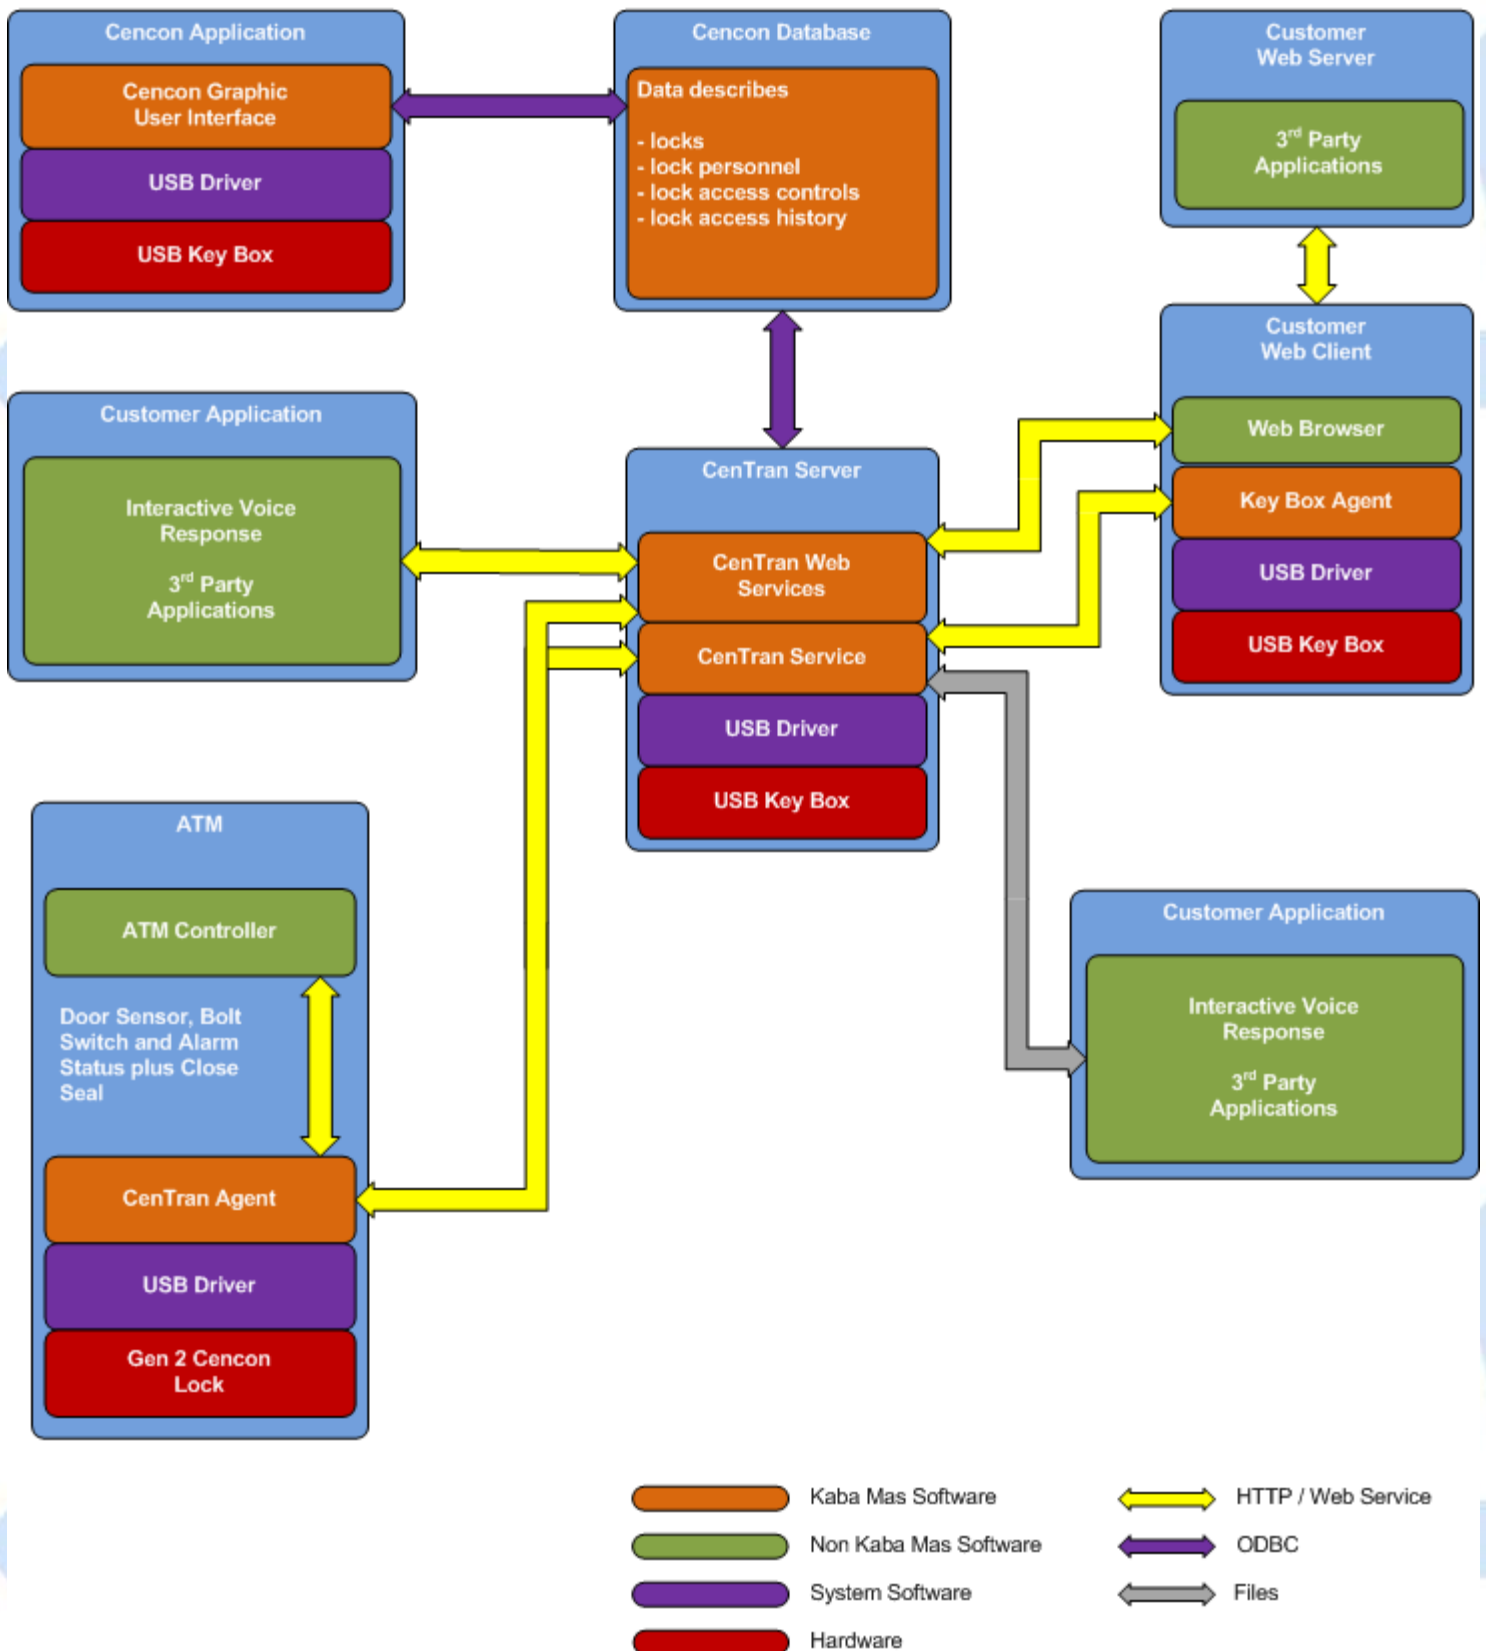 Cencon Application
Cencon Graphic
User Interface
USB Driver
USB Key Box
Cencon Database
Data describes
- locks
- lock personnel
- lock access controls
- lock access history
Customer
Web Server
3rd Party
Applications
Customer
Web Client
Web Browser
Key Box Agent
USB Driver
USB Key Box
Customer Application
Interactive Voice
Response
3rd Party
Applications
CenTran Server
CenTran Web
Services
CenTran Service
USB Driver
USB Key Box
ATM
ATM Controller
Door Sensor, Bolt
Switch and Alarm
Status plus Close
Seal
CenTran Agent
USB Driver
Gen 2 Cencon
Lock
Customer Application
Interactive Voice
Response
3rd Party
Applications
Kaba Mas Software
Non Kaba Mas Software
System Software
Hardware
HTTP / Web Service
ODBC
Files